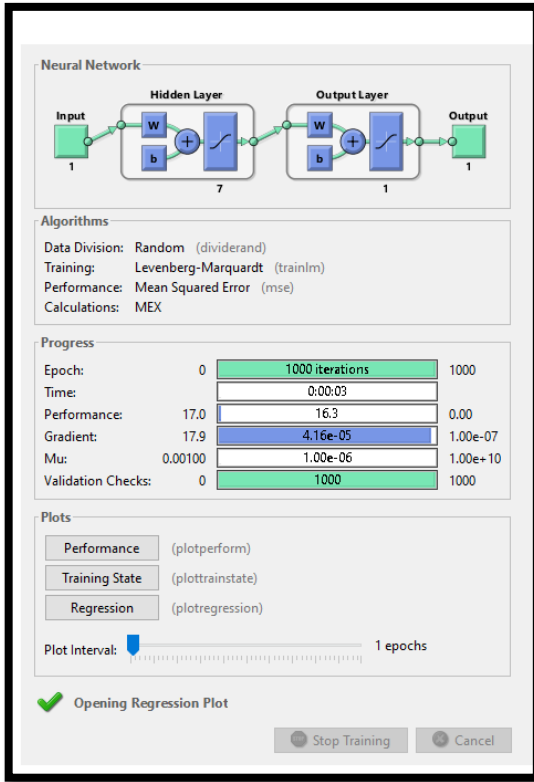 Neural Network
Hidden Layer Output Layer
Input Output
W W
+ +
b b
1 7 1 1
Algorithms
Data Division: Random (dividerand)
Training: Levenberg-Marquardt (trainlm)
Performance: Mean Squared Error (mse)
Calculations: MEX
Progress
Epoch: 0 1000 iterations 1000
Time: 0:00:03
Performance: 17.0 16.3 0.00
Gradient: 17.9 4.16e-05 1.00e-07
Mu: 0.00100 1.00e-06 1.00e+10
Validation Checks: 0 1000 1000
Plots
Performance (plotperform)
Training State (plottrainstate)
Regression (plotregression)
Plot Interval: 1 epochs
Opening Regression Plot
Stop Training Cancel